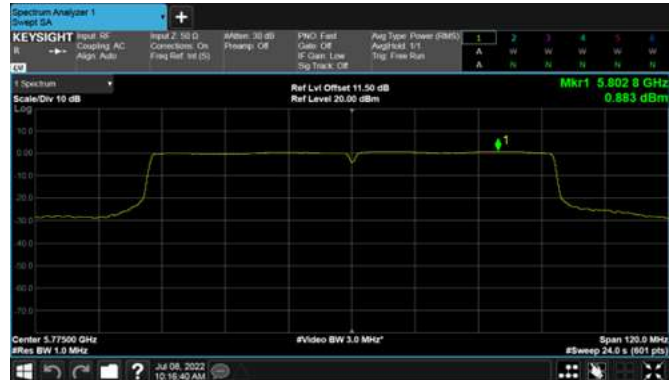 Spectrum Analyzer 1
Swept SA
+
KEYSIGHT
R
LXI
Input: RF
Coupling: AC
Align: Auto
Input Z: 50 Ω
Corrections: On
Freq Ref: Int (S)
#Atten: 30 dB
Preamp: Off
PNO: Fast
Gate: Off
IF Gain: Low
Sig Track: Off
Avg Type: Power (RMS)
Avg|Hold: 1/1
Trig: Free Run
1 2 3 4 5 6
A W W W W W
A N N N N N
1 Spectrum
Scale/Div 10 dB
Log
Ref Lvl Offset 11.50 dB
Ref Level 20.00 dBm
Mkr1 5.802 8 GHz
0.883 dBm
10.0
0.00
-10.0
-20.0
-30.0
-40.0
-50.0
-60.0
-70.0
1
Center 5.77500 GHz
#Res BW 1.0 MHz
#Video BW 3.0 MHz*
Span 120.0 MHz
#Sweep 24.0 s (601 pts)
?
Jul 08, 2022
10:16:40 AM